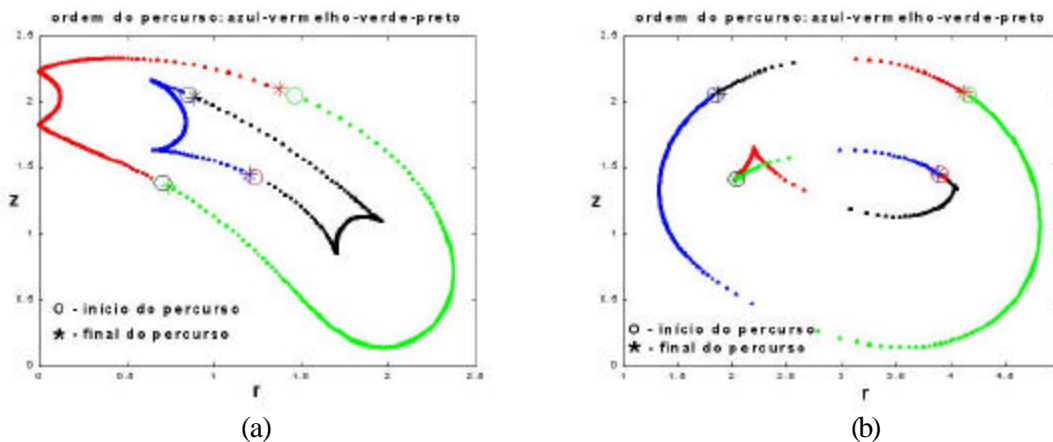 ordem do percurso:azul-vermelho-verde-preto
2.5
2
1.5
z
1
0.5
0
O - início do percurso
* - final do percurso
0 0.5 1 1.5 2 2.5
r
(a)
ordem do percurso:azul-vermelho-verde-preto
2.5
2
1.5
z
1
0.5
0
O - início do percurso
* - final do percurso
1 1.5 2 2.5 3 3.5 4
r
(b)